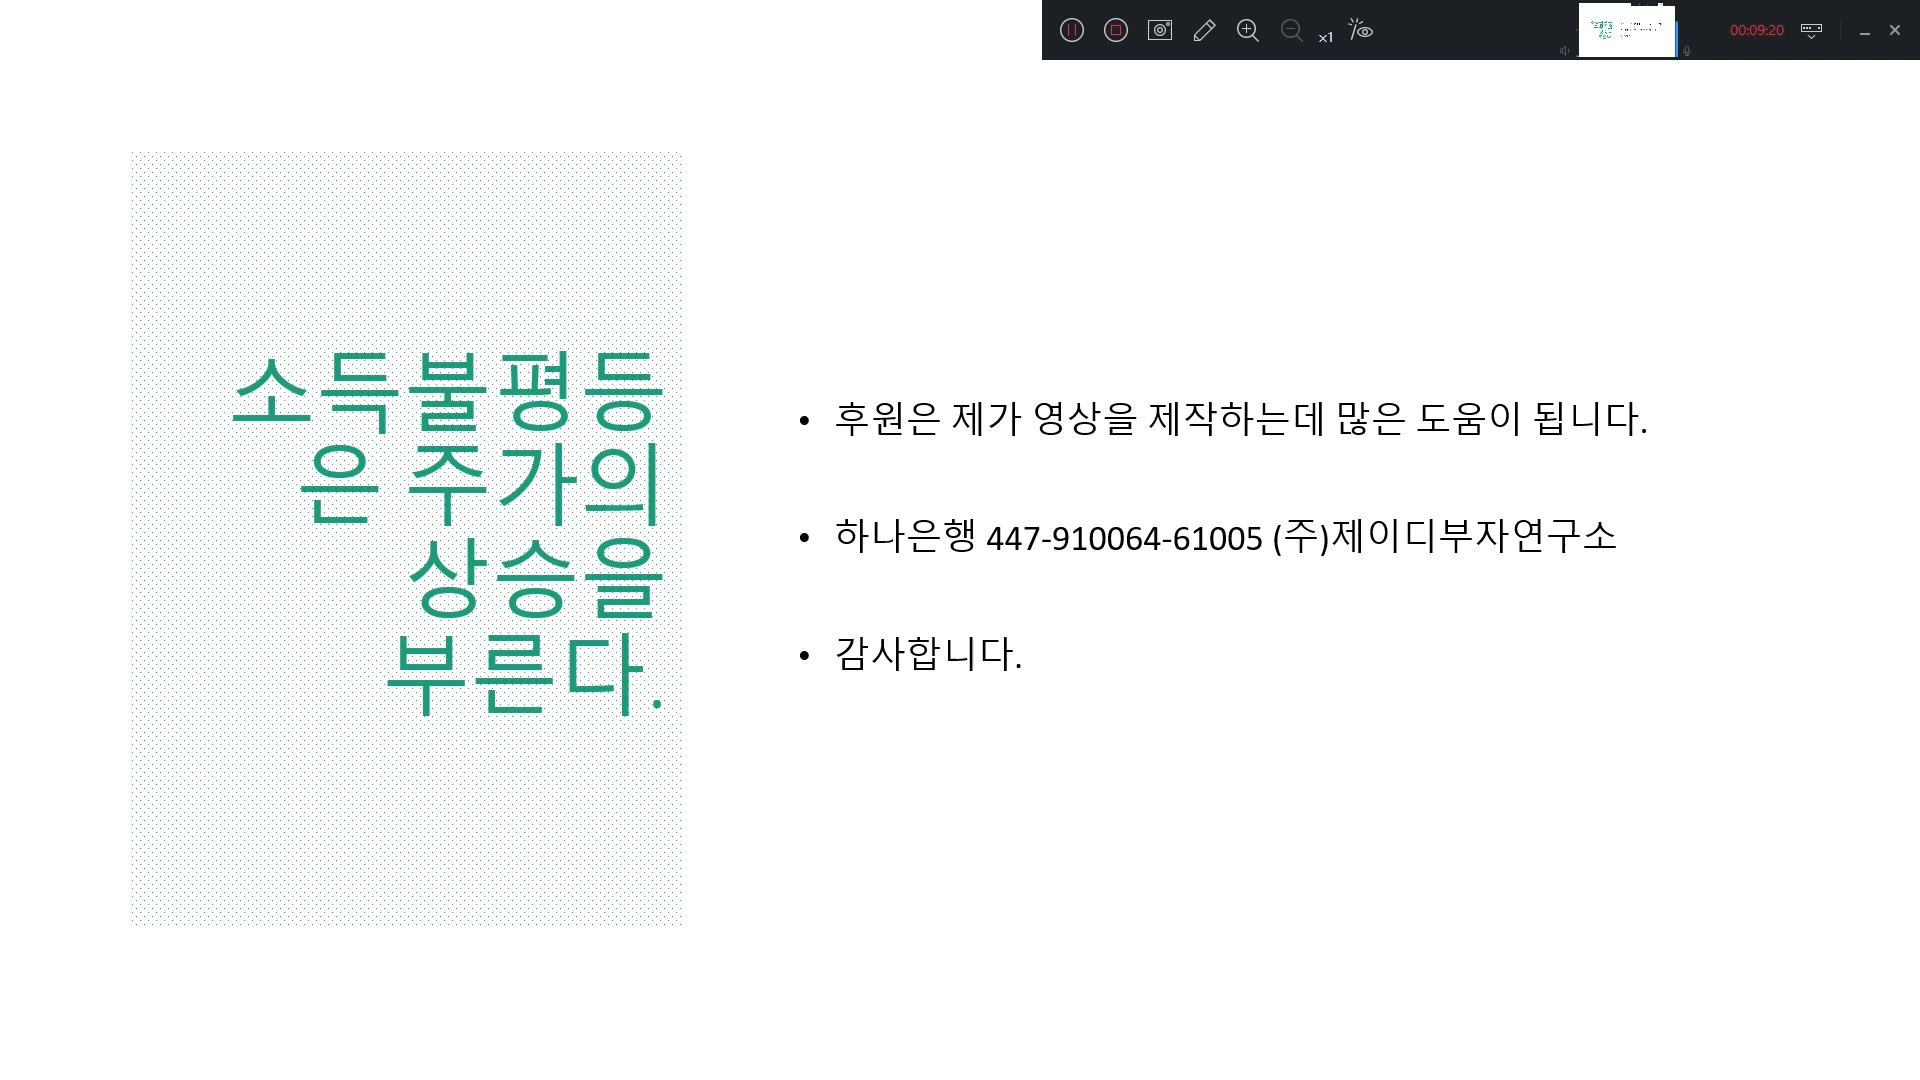 x1
00:09:20
소득불평등
은 주가의
상승을
부른다.
• 후원은 제가 영상을 제작하는데 많은 도움이 됩니다.
• 하나은행 447-910064-61005 (주)제이디부자연구소
• 감사합니다.